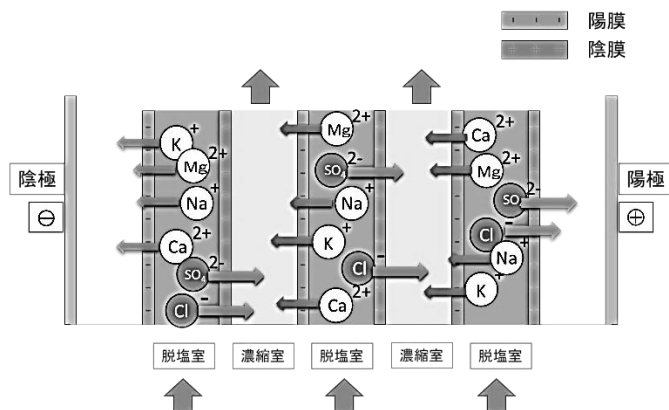 陽膜
陰膜
陰極
⊖
陽極
⊕
K+
Mg2+
Na+
Ca2+
SO42-
Cl-
Mg2+
SO42-
Na+
K+
Cl-
Ca2+
Ca2+
Mg2+
SO2-
Cl-
Na+
K+
脱塩室
濃縮室
脱塩室
濃縮室
脱塩室